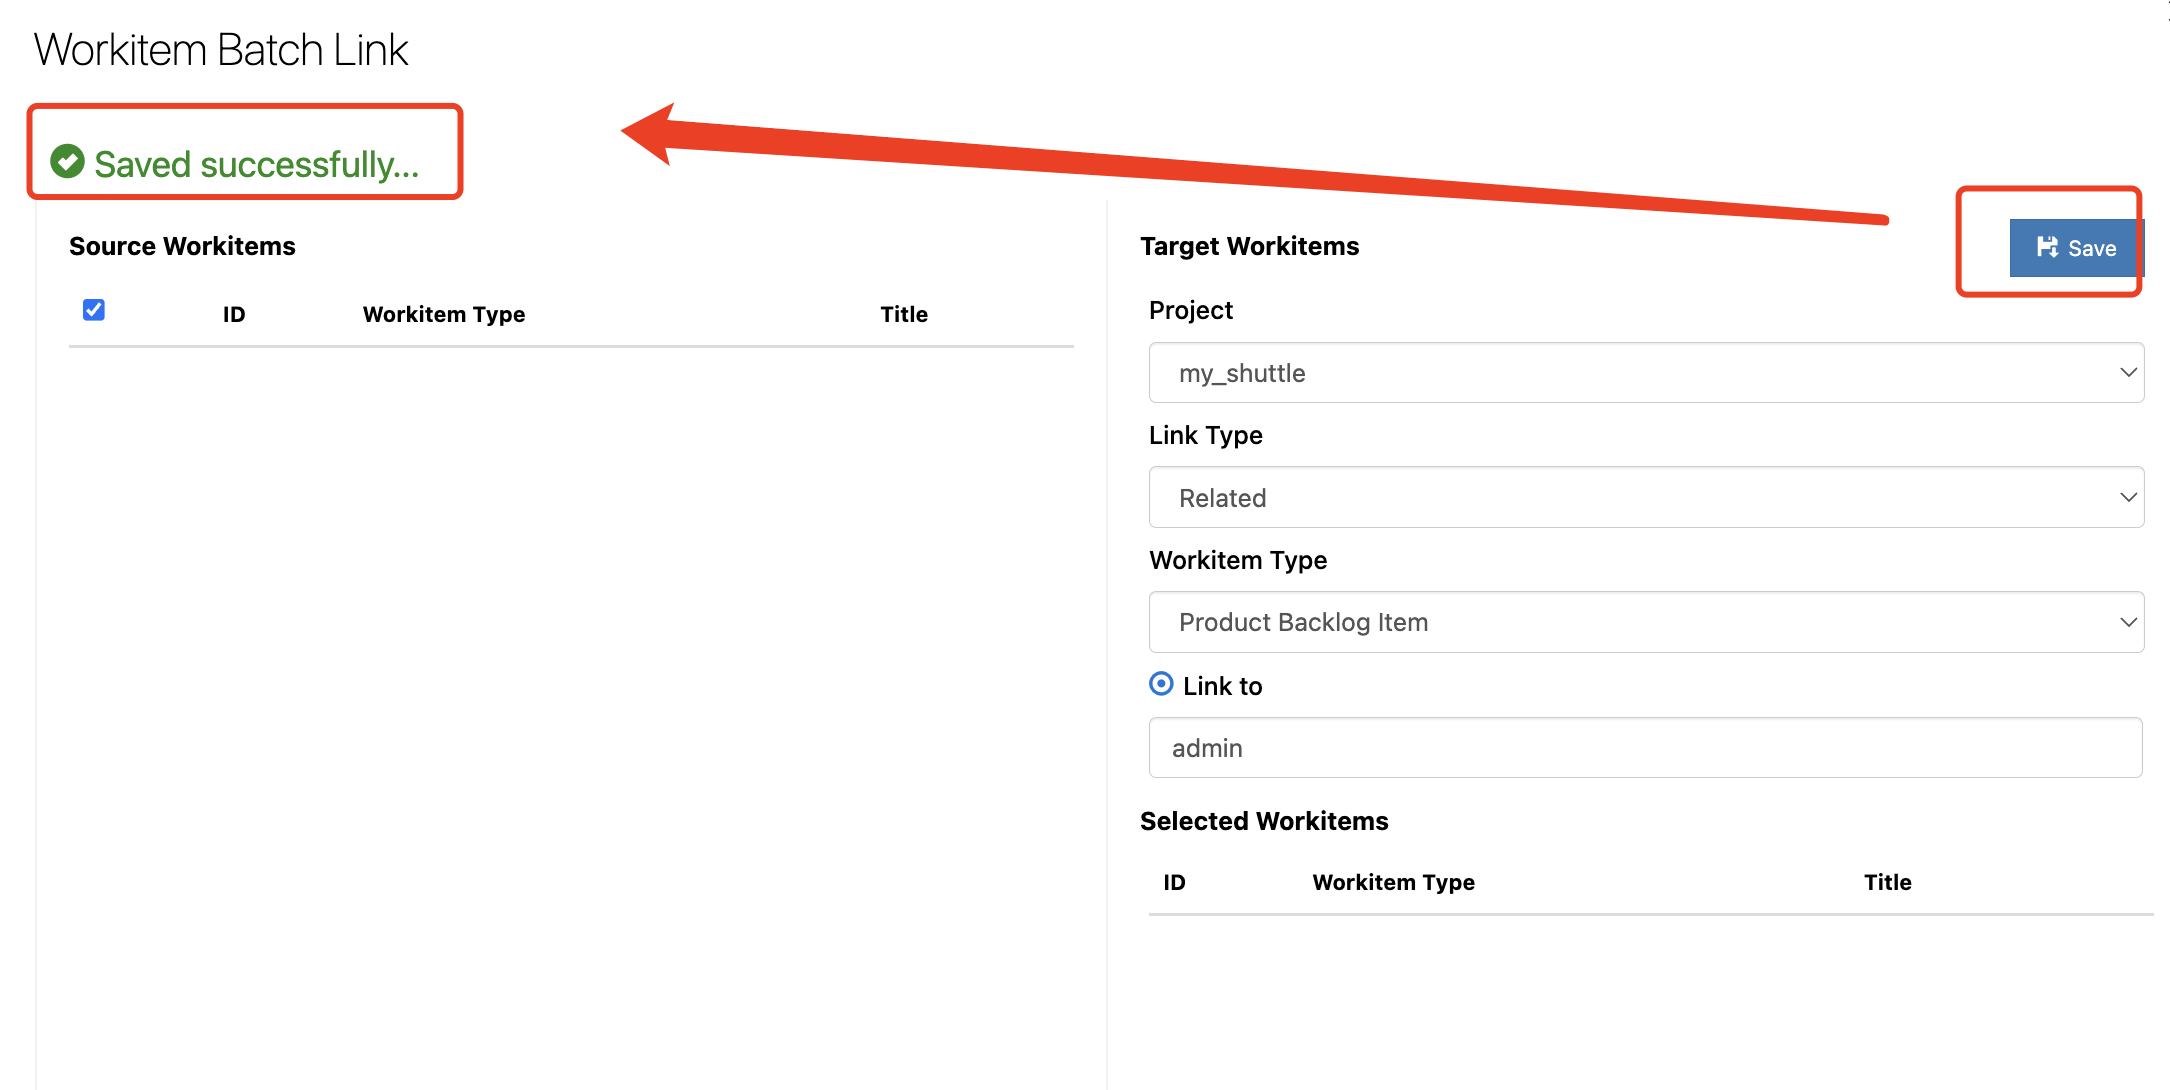 Workitem Batch Link
Saved successfully...
Source Workitems
ID Workitem Type Title
Target Workitems
Save
Project
my_shuttle
Link Type
Related
Workitem Type
Product Backlog Item
Link to
admin
Selected Workitems
ID Workitem Type Title